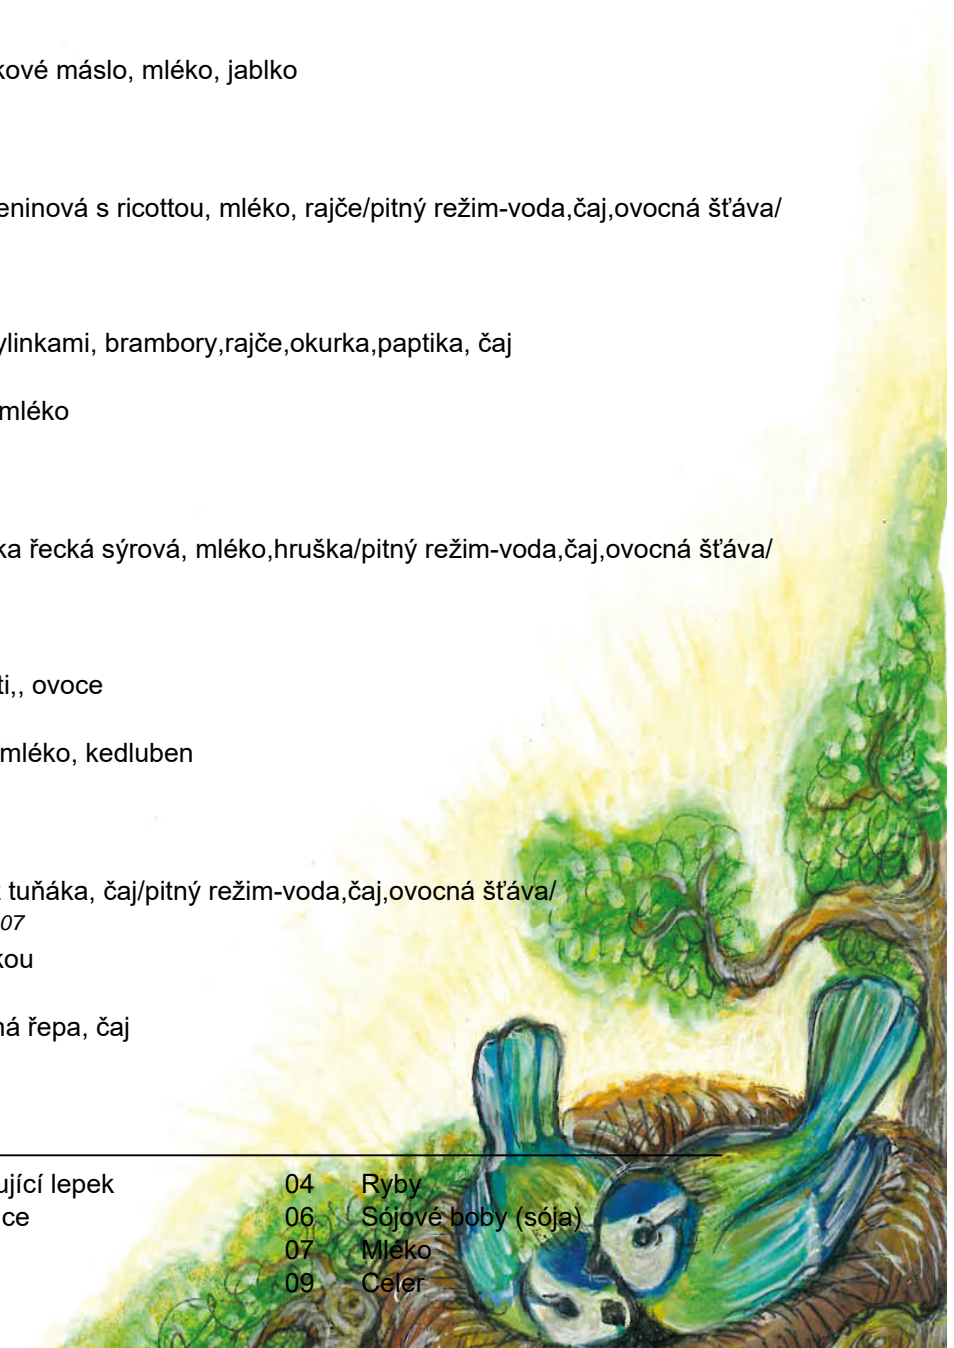 kové máslo, mléko, jablko
eninová s ricottou, mléko, rajče/pitný režim-voda,čaj,ovocná šťáva/
ylinkami, brambory,rajče,okurka,paptika, čaj
mléko
ka řecká sýrová, mléko,hruška/pitný režim-voda,čaj,ovocná šťáva/
ti,, ovoce
mléko, kedluben
z tuňáka, čaj/pitný režim-voda,čaj,ovocná šťáva/
07
kou
ná řepa, čaj
ující lepek 04 Ryby
ce 06 Sójové boby (sója)
07 Mléko
09 Celer